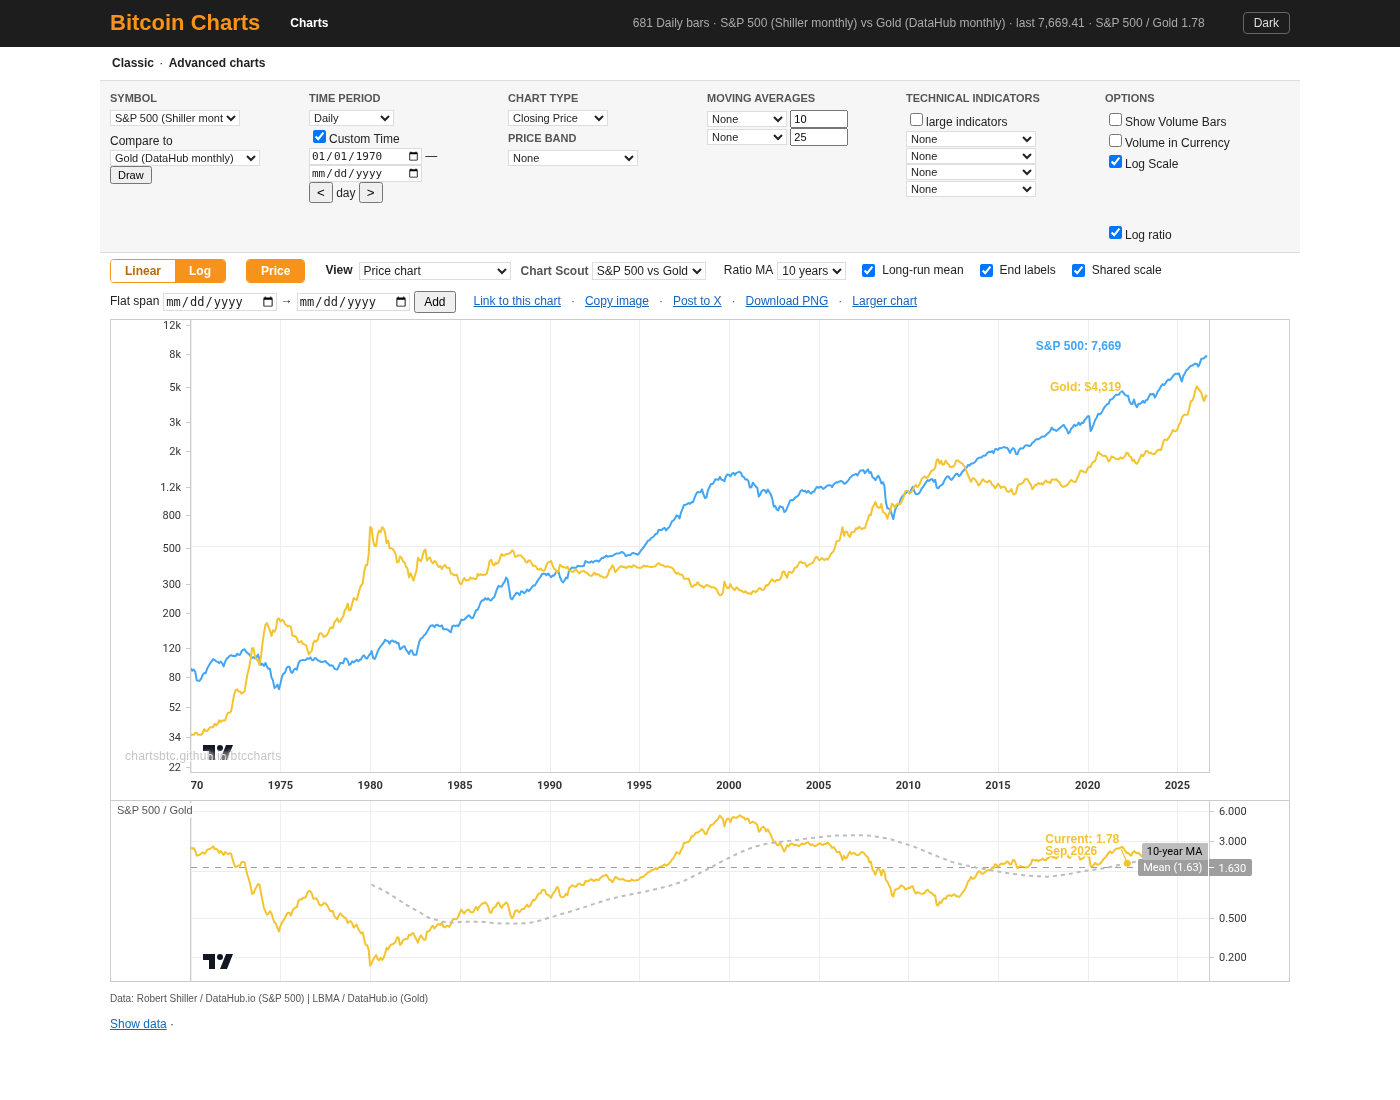 Bitcoin Charts
Charts
681 Daily bars · S&P 500 (Shiller monthly) vs Gold (DataHub monthly) · last 7,669.41 · S&P 500 / Gold 1.78
Dark
Classic · Advanced charts
SYMBOL
S&P 500 (Shiller mont
Compare to
Gold (DataHub monthly)
Draw
TIME PERIOD
Daily
Custom Time
01/01/1970 —
mm/dd/yyyy
< day >
CHART TYPE
Closing Price
PRICE BAND
None
MOVING AVERAGES
None 10
None 25
TECHNICAL INDICATORS
large indicators
None
None
None
None
OPTIONS
Show Volume Bars
Volume in Currency
Log Scale
Log ratio
Linear Log Price View Price chart Chart Scout S&P 500 vs Gold Ratio MA 10 years Long-run mean End labels Shared scale
Flat span mm/dd/yyyy → mm/dd/yyyy Add Link to this chart · Copy image · Post to X · Download PNG · Larger chart
12k
8k
5k
3k
2k
1.2k
800
500
300
200
120
80
52
34
22
S&P 500: 7,669
Gold: $4,319
70 1975 1980 1985 1990 1995 2000 2005 2010 2015 2020 2025
S&P 500 / Gold
6.000
3.000
1.630
0.500
0.200
Current: 1.78
Sep 2026
10-year MA
Mean (1.63)
Data: Robert Shiller / DataHub.io (S&P 500) | LBMA / DataHub.io (Gold)
Show data ·